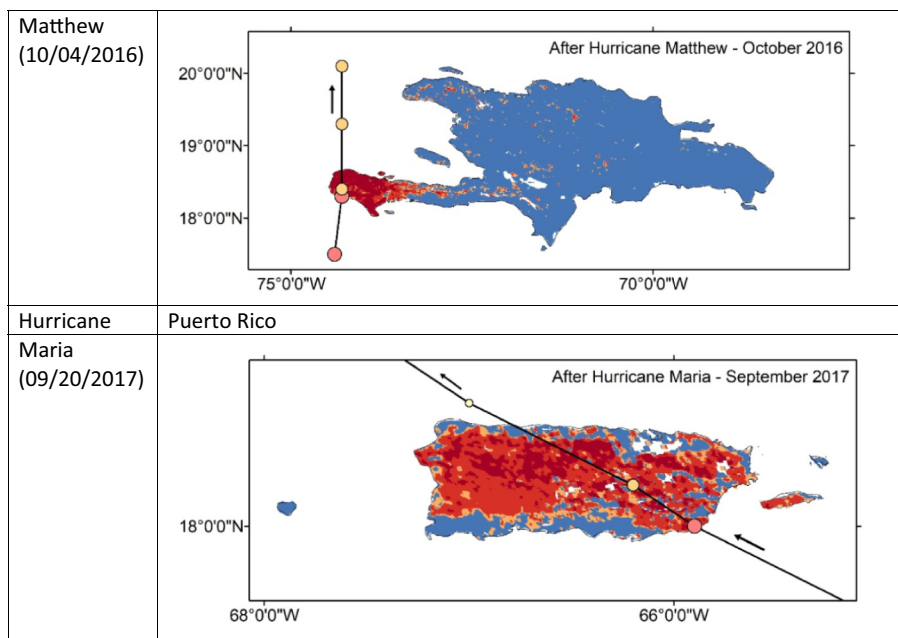 Matthew
(10/04/2016)
After Hurricane Matthew - October 2016
20°0'0"N
19°0'0"N
18°0'0"N
75°0'0"W
70°0'0"W
Hurricane
Puerto Rico
Maria
(09/20/2017)
After Hurricane Maria - September 2017
18°0'0"N
68°0'0"W
66°0'0"W